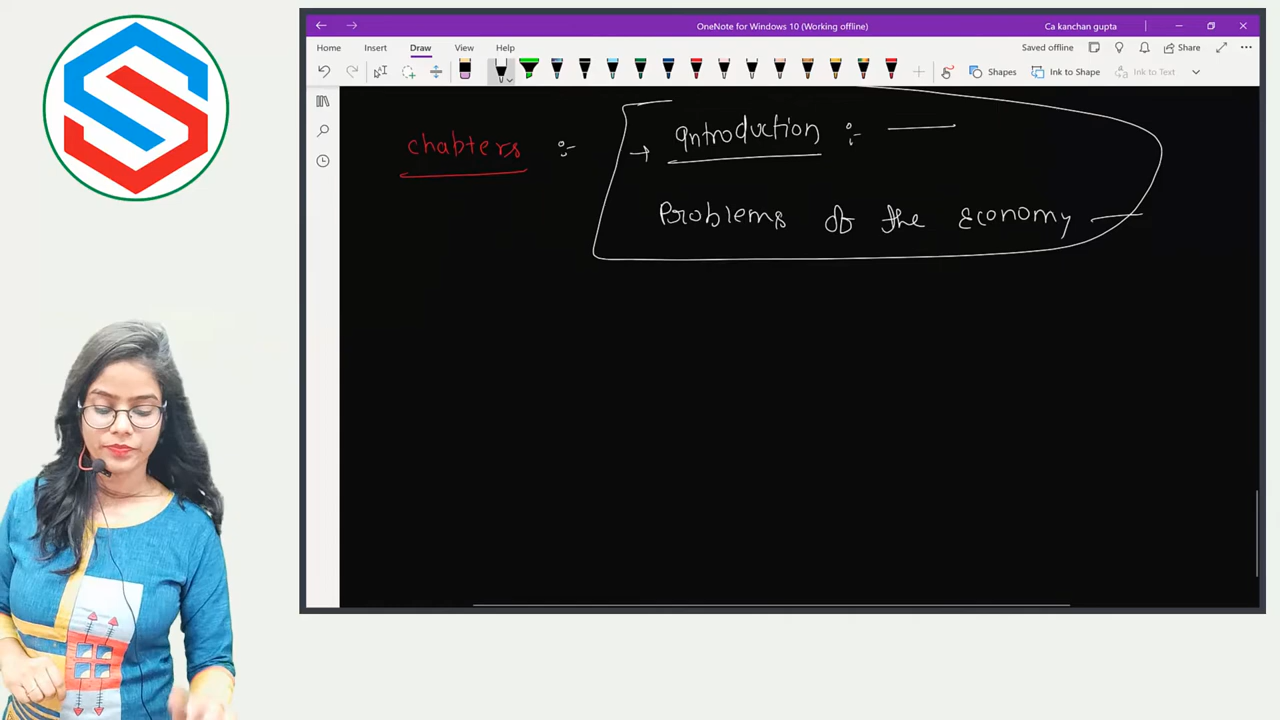 OneNote for Windows 10 (Working offline)
Ca kanchan gupta
Home Insert Draw View Help
Saved offline
Share
Shapes
Ink to Shape
Ink to Text
chapters :-
→ Introduction :-
Problems of the Economy